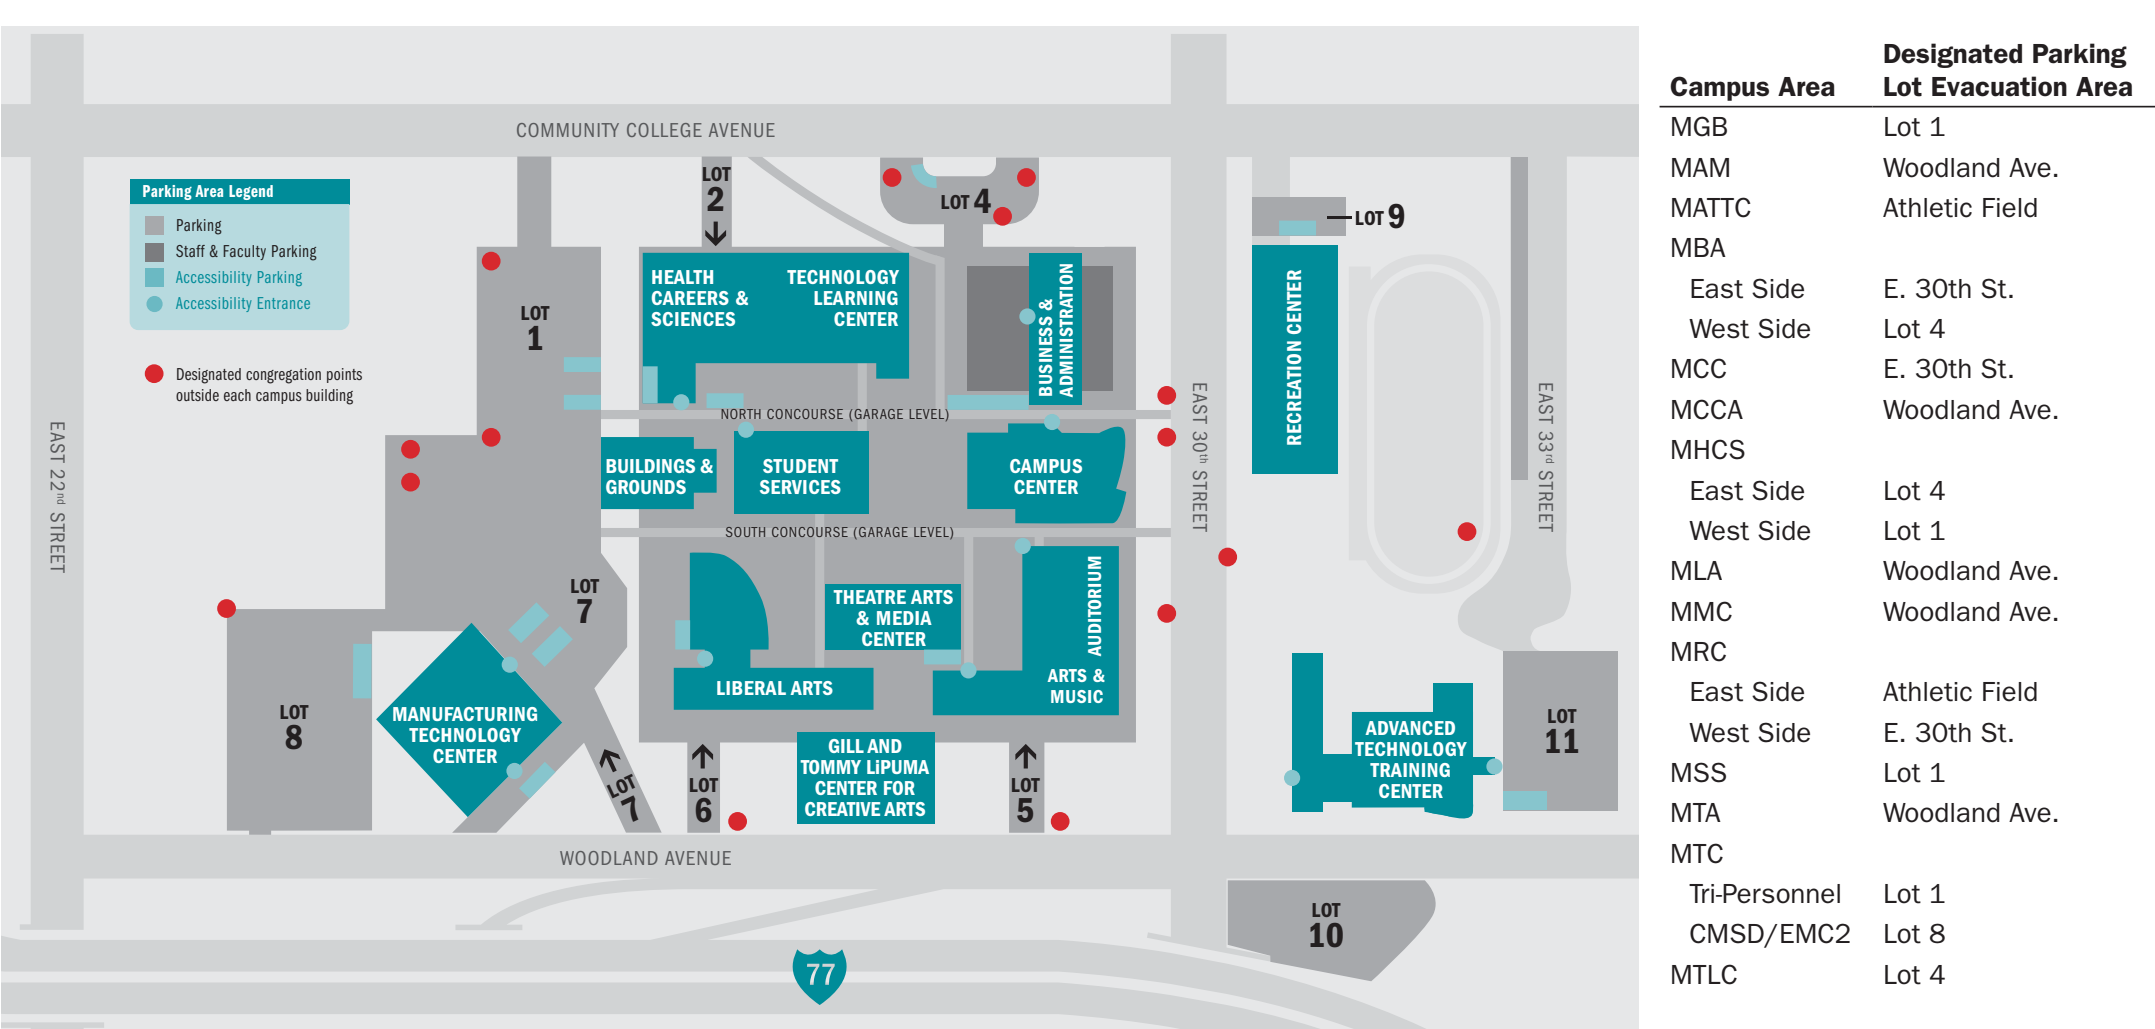 COMMUNITY COLLEGE AVENUE
Parking Area Legend
Parking
Staff & Faculty Parking
Accessibility Parking
Accessibility Entrance
Designated congregation points
outside each campus building
LOT
2
LOT 4
LOT 9
LOT
1
HEALTH
CAREERS &
SCIENCES
TECHNOLOGY
LEARNING
CENTER
BUSINESS &
ADMINISTRATION
RECREATION CENTER
EAST 22nd STREET
EAST 30th STREET
EAST 33rd STREET
NORTH CONCOURSE (GARAGE LEVEL)
BUILDINGS &
GROUNDS
STUDENT
SERVICES
CAMPUS
CENTER
SOUTH CONCOURSE (GARAGE LEVEL)
LOT
7
THEATRE ARTS
& MEDIA
CENTER
AUDITORIUM
ARTS &
MUSIC
LIBERAL ARTS
LOT
8
MANUFACTURING
TECHNOLOGY
CENTER
LOT
7
LOT
6
GILL AND
TOMMY LiPUMA
CENTER FOR
CREATIVE ARTS
LOT
5
ADVANCED
TECHNOLOGY
TRAINING
CENTER
LOT
11
WOODLAND AVENUE
LOT
10
77
Designated Parking
Campus Area Lot Evacuation Area
MGB Lot 1
MAM Woodland Ave.
MATTC Athletic Field
MBA
East Side E. 30th St.
West Side Lot 4
MCC E. 30th St.
MCCA Woodland Ave.
MHCS
East Side Lot 4
West Side Lot 1
MLA Woodland Ave.
MMC Woodland Ave.
MRC
East Side Athletic Field
West Side E. 30th St.
MSS Lot 1
MTA Woodland Ave.
MTC
Tri-Personnel Lot 1
CMSD/EMC2 Lot 8
MTLC Lot 4